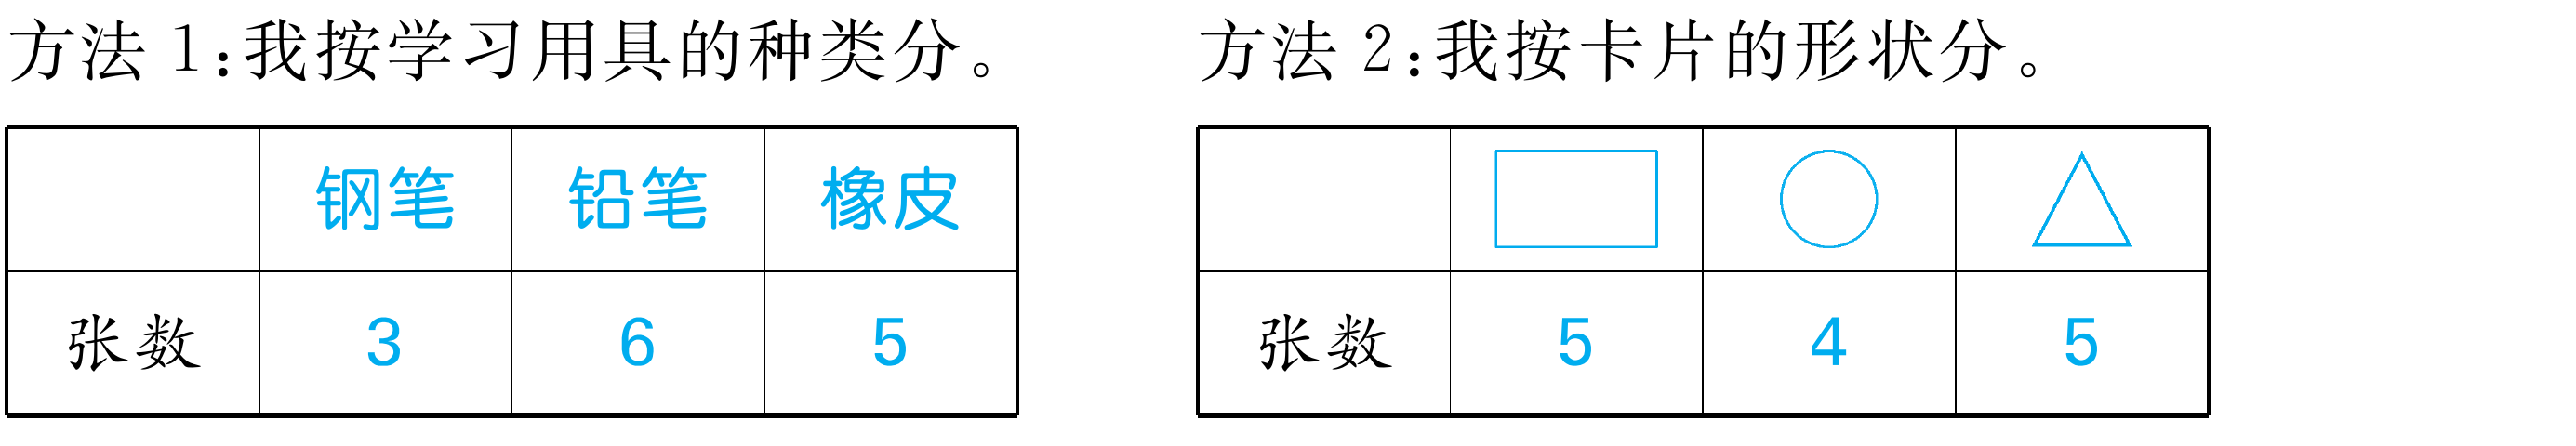 方法 1:我按学习用具的种类分。 方法 2:我按卡片的形状分。
钢笔 铅笔 橡皮
张数 3 6 5 张数 5 4 5